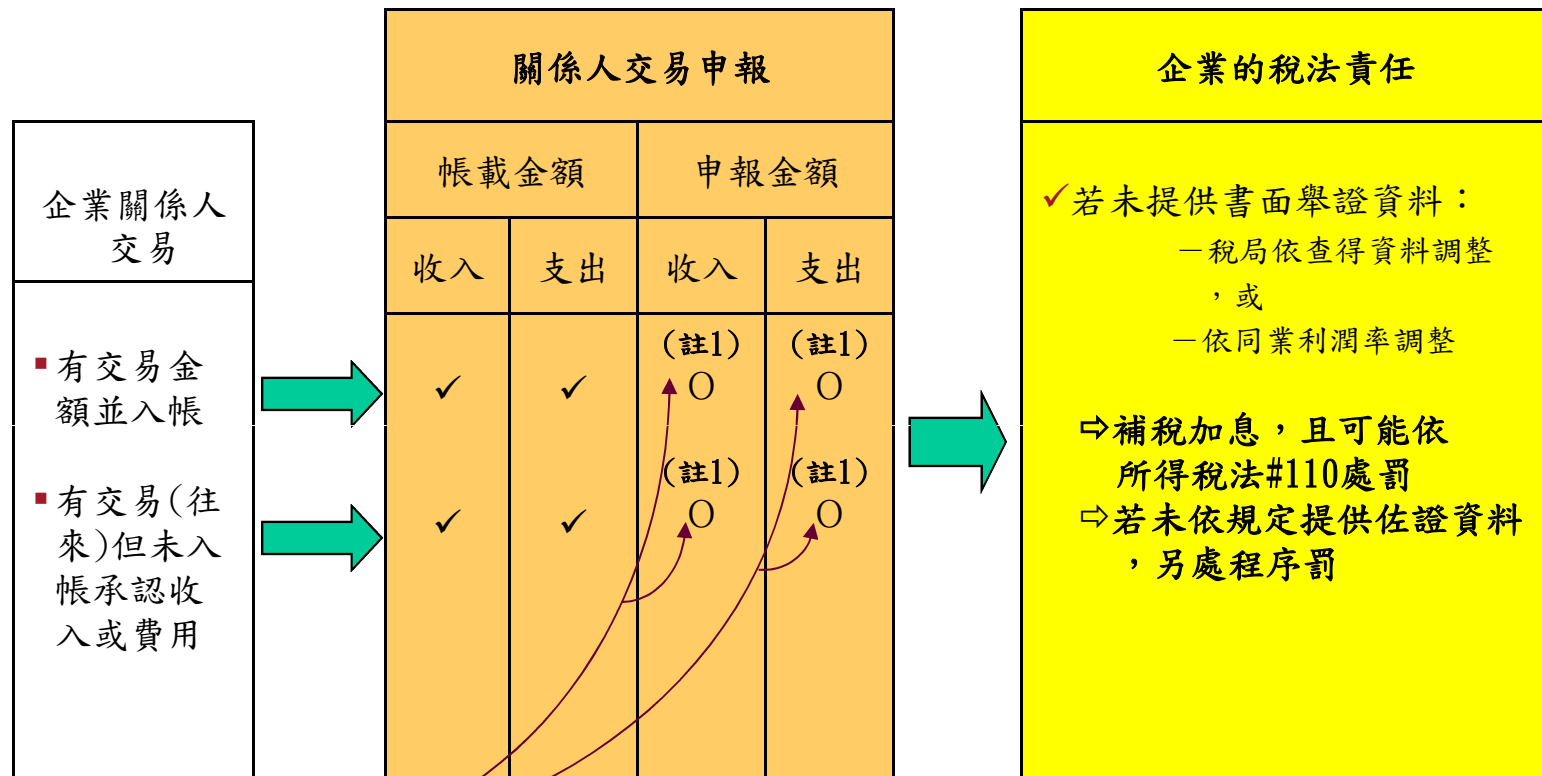 企業關係人
交易
▪有交易金
額並入帳
▪有交易(往
來)但未入
帳承認收
入或費用
關係人交易申報
帳載金額 申報金額
收入 支出 收入 支出
(註1) (註1)
✓ ✓ O O
(註1) (註1)
✓ ✓ O O
企業的稅法責任
✓若未提供書面舉證資料：
－稅局依查得資料調整
，或
－依同業利潤率調整
⇨補稅加息，且可能依
所得稅法#110處罰
⇨若未依規定提供佐證資料
，另處程序罰